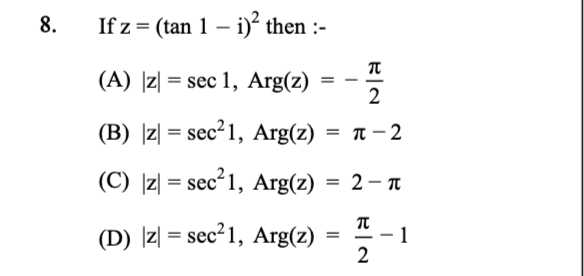 8. If z = (tan 1 – i)² then :-
(A) |z| = sec 1, Arg(z) = – π/2
(B) |z| = sec²1, Arg(z) = π – 2
(C) |z| = sec²1, Arg(z) = 2 – π
(D) |z| = sec²1, Arg(z) = π/2 – 1